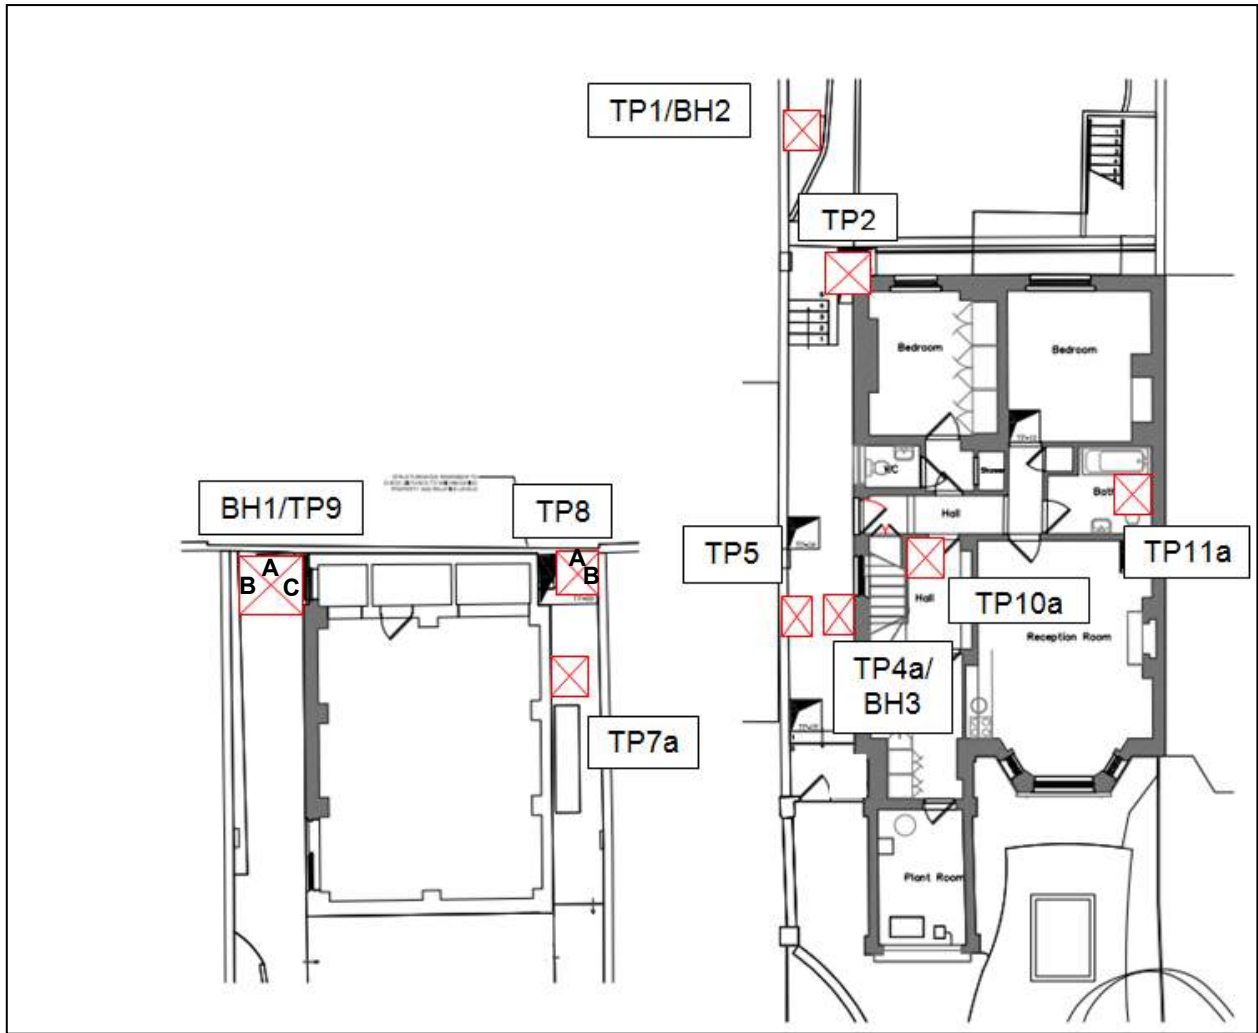 TP1/BH2
TP2
Bedroom
Bedroom
WC
Shower
BH1/TP9
TP8
Hall
A
B
C
A
B
TP5
TP11a
Hall
TP10a
Reception Room
TP4a/
BH3
TP7a
Plant Room